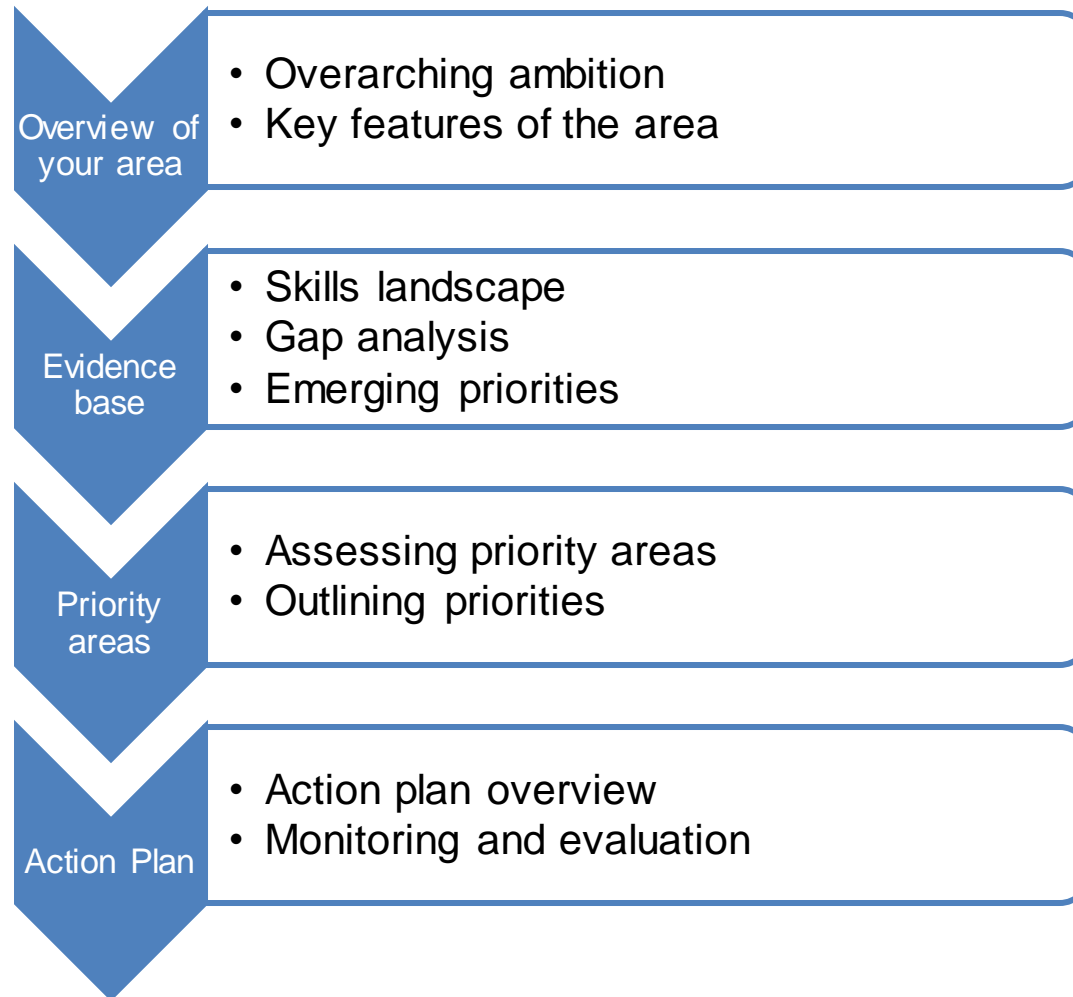 Overview of
your area
• Overarching ambition
• Key features of the area
Evidence
base
• Skills landscape
• Gap analysis
• Emerging priorities
Priority
areas
• Assessing priority areas
• Outlining priorities
Action Plan
• Action plan overview
• Monitoring and evaluation